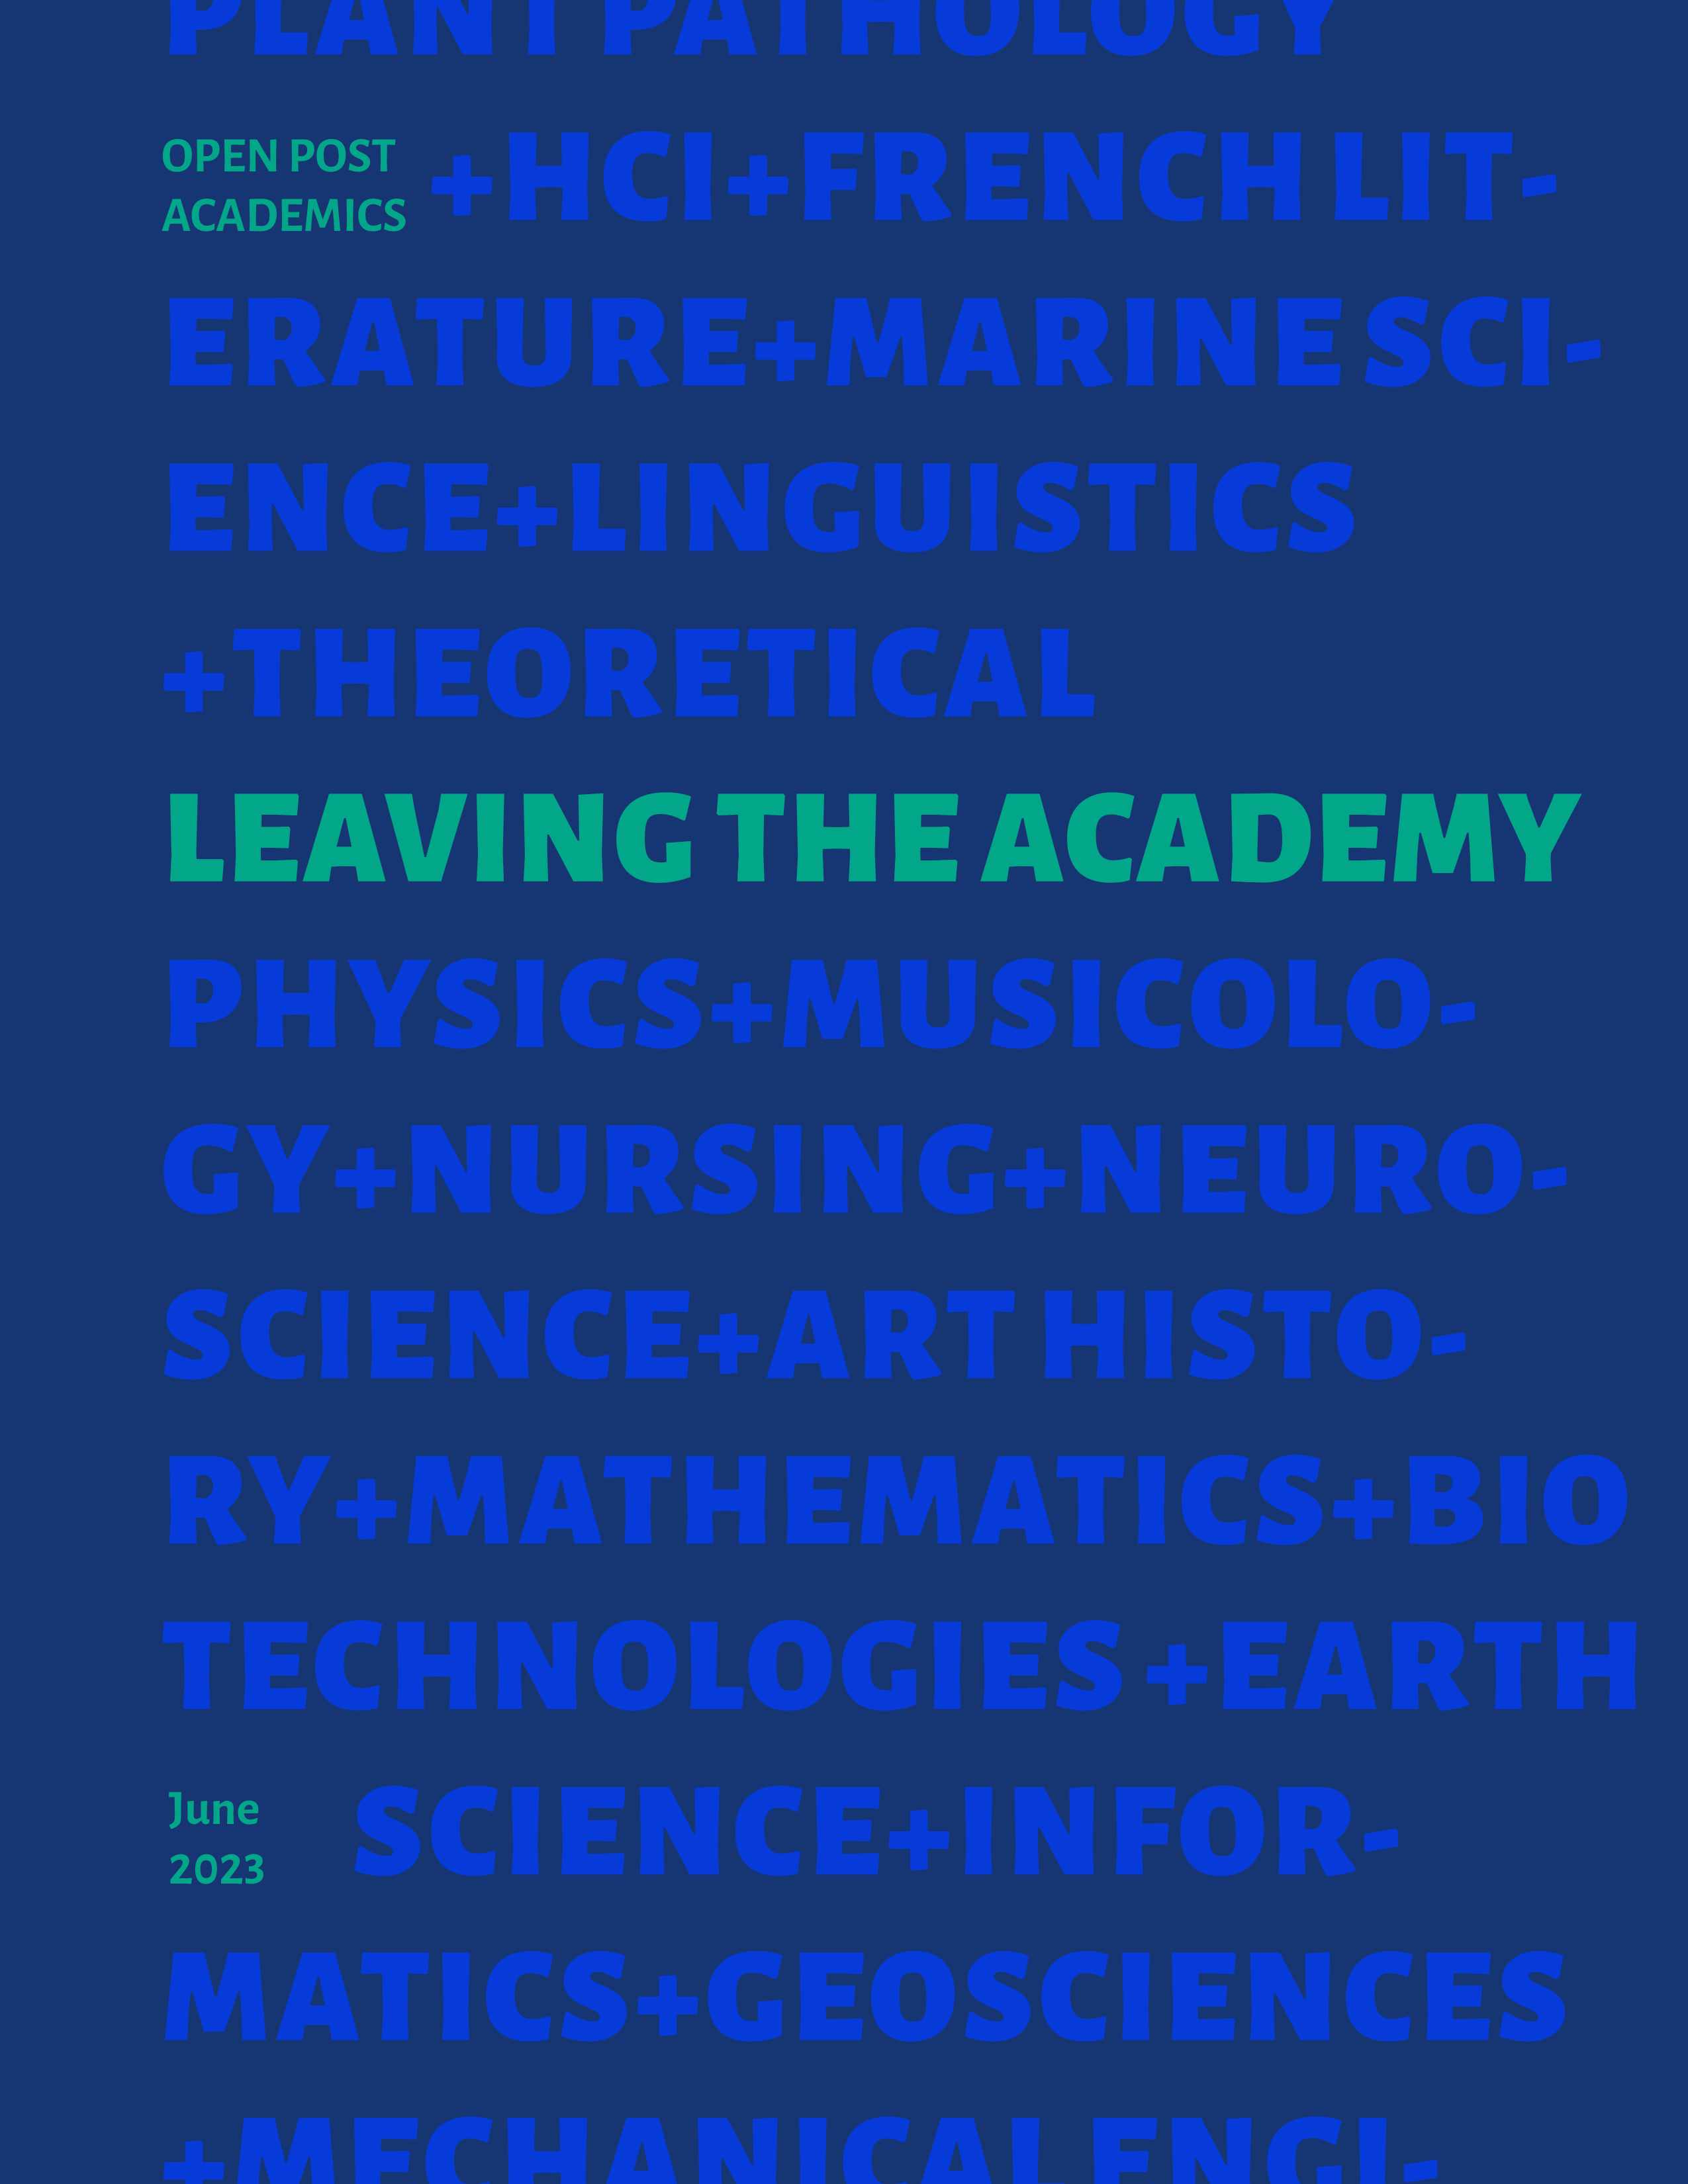 PLANT PATHOLOGY
OPEN POST
ACADEMICS
+HCI+FRENCH LIT-
ERATURE+MARINE SCI-
ENCE+LINGUISTICS
+THEORETICAL
LEAVING THE ACADEMY
PHYSICS+MUSICOLO-
GY+NURSING+NEURO-
SCIENCE+ART HISTO-
RY+MATHEMATICS+BIO
TECHNOLOGIES +EARTH
June
2023
SCIENCE+INFOR-
MATICS+GEOSCIENCES
+MECHANICAL ENGI-